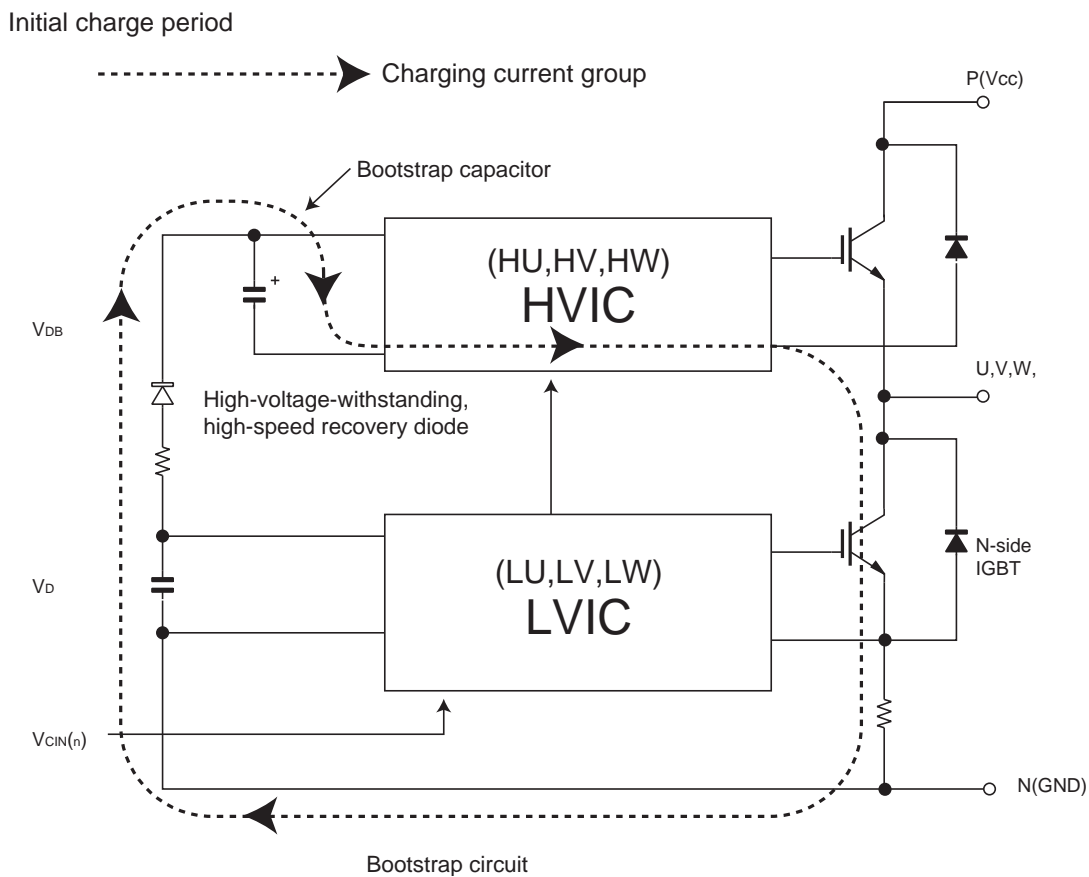 Initial charge period
Charging current group
P(Vcc)
Bootstrap capacitor
(HU,HV,HW)
HVIC
+
VDB
U,V,W,
High-voltage-withstanding,
high-speed recovery diode
N-side
IGBT
(LU,LV,LW)
LVIC
VD
VCIN(n)
N(GND)
Bootstrap circuit